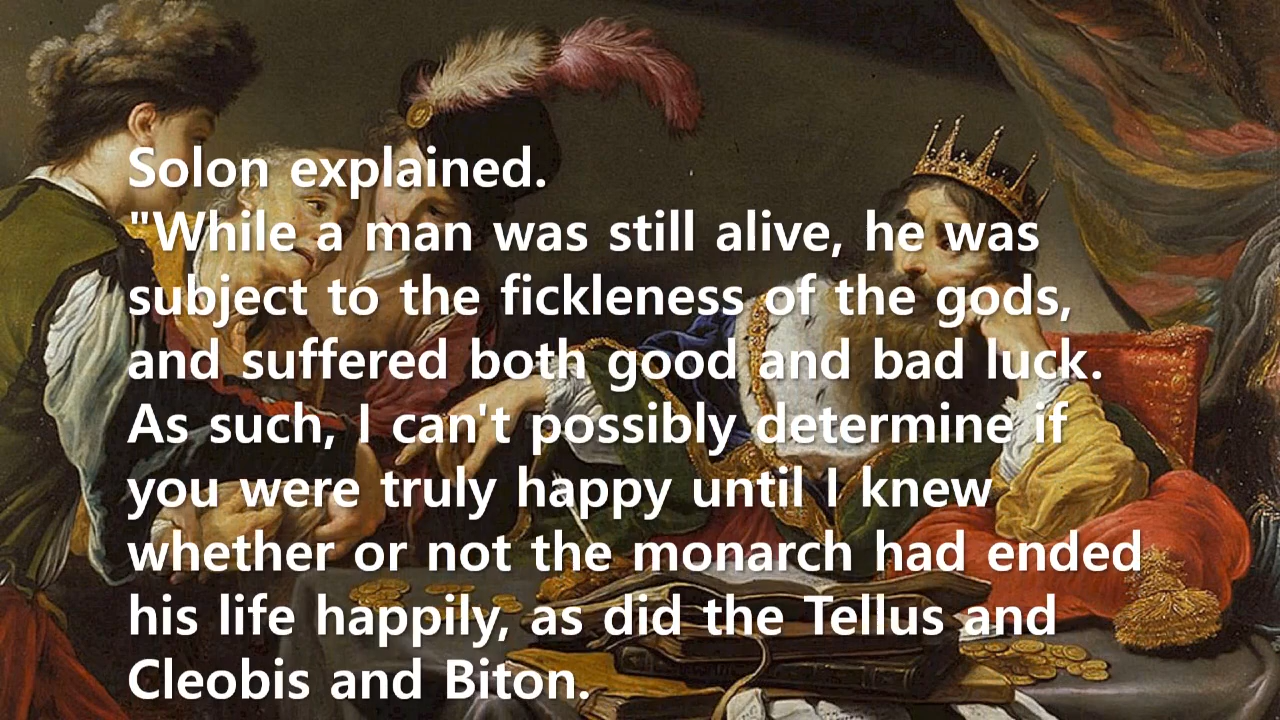 Solon explained.
"While a man was still alive, he was
subject to the fickleness of the gods,
and suffered both good and bad luck.
As such, I can't possibly determine if
you were truly happy until I knew
whether or not the monarch had ended
his life happily, as did the Tellus and
Cleobis and Biton.